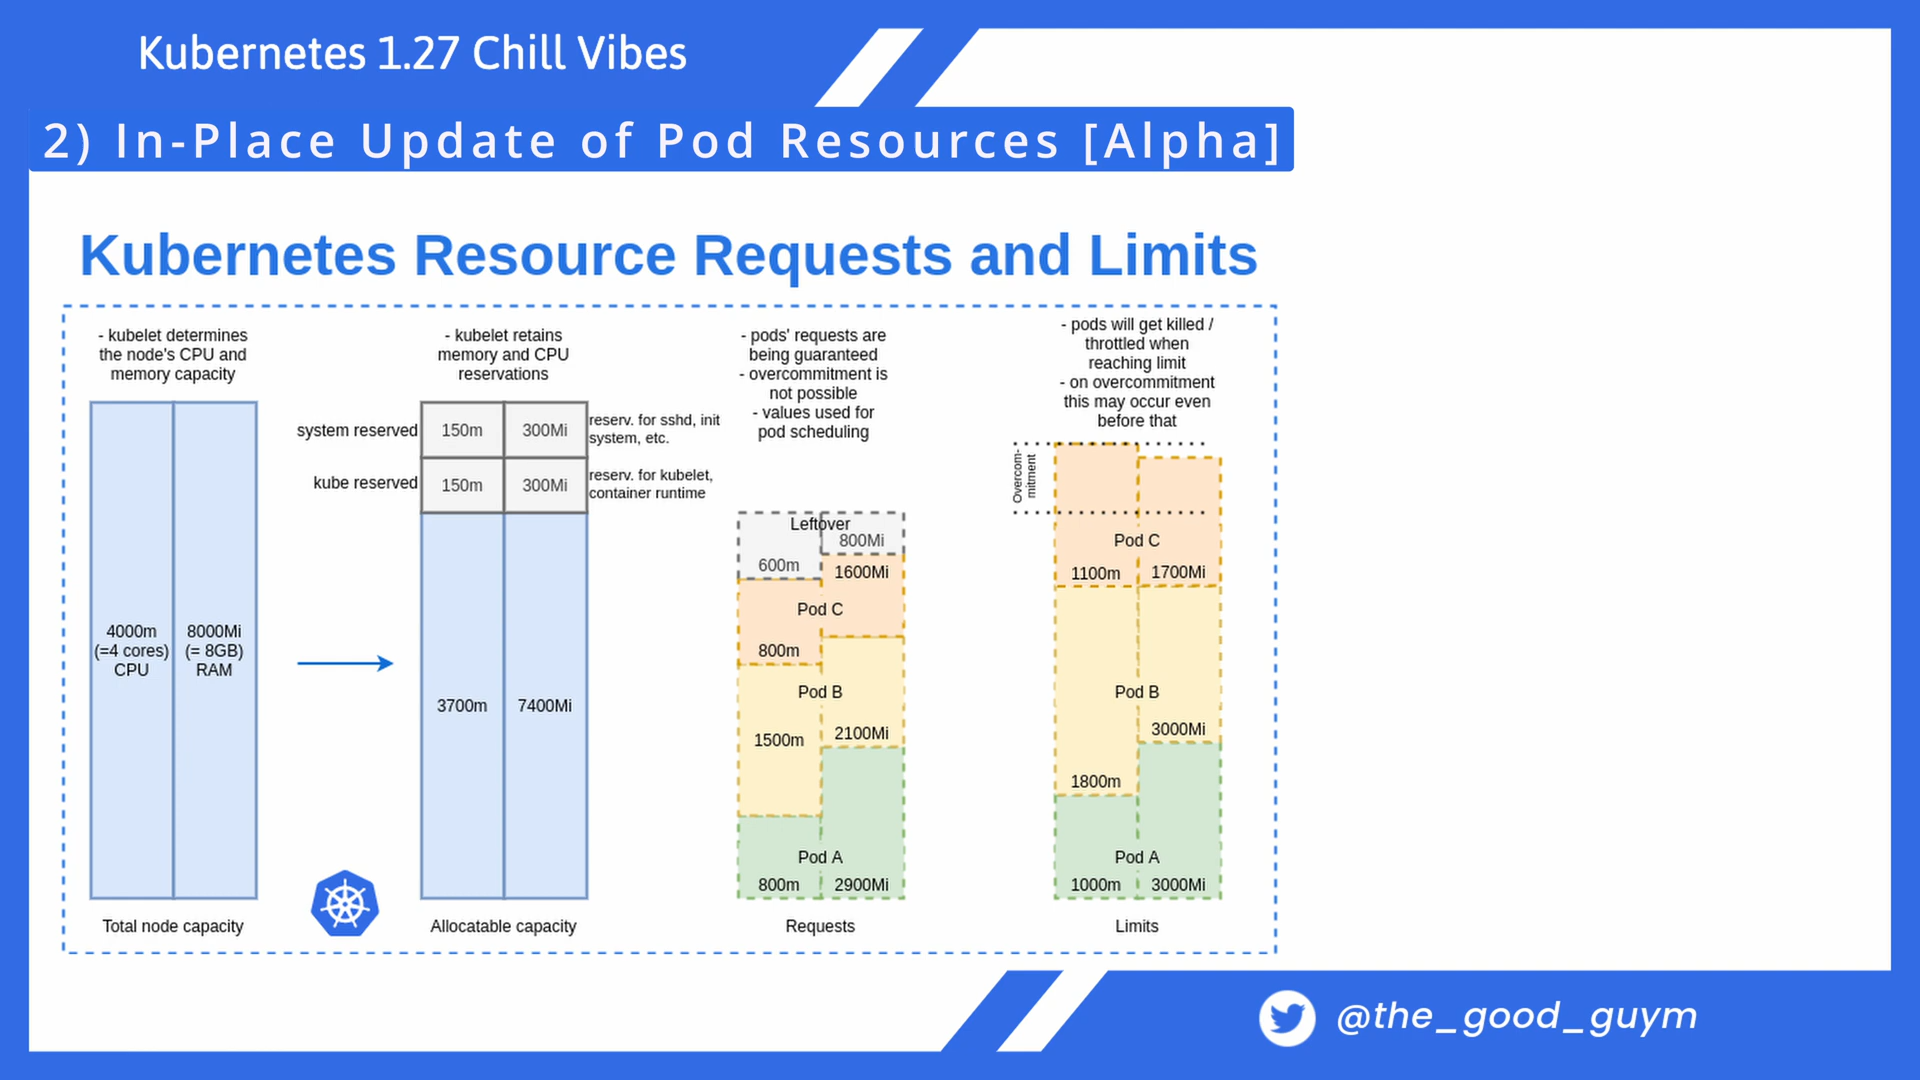 Kubernetes 1.27 Chill Vibes
2) In-Place Update of Pod Resources [Alpha]
Kubernetes Resource Requests and Limits
- kubelet determines
the node's CPU and
memory capacity
4000m
(=4 cores)
CPU
8000Mi
(= 8GB)
RAM
Total node capacity
- kubelet retains
memory and CPU
reservations
system reserved
150m
300Mi
reserv. for sshd, init
system, etc.
kube reserved
150m
300Mi
reserv. for kubelet,
container runtime
3700m
7400Mi
Allocatable capacity
- pods' requests are
being guaranteed
- overcommitment is
not possible
- values used for
pod scheduling
Leftover
800Mi
600m
1600Mi
Pod C
800m
Pod B
2100Mi
1500m
Pod A
800m
2900Mi
Requests
- pods will get killed /
throttled when
reaching limit
- on overcommitment
this may occur even
before that
Overcom-
mitment
Pod C
1100m
1700Mi
Pod B
3000Mi
1800m
Pod A
1000m
3000Mi
Limits
@the_good_guym